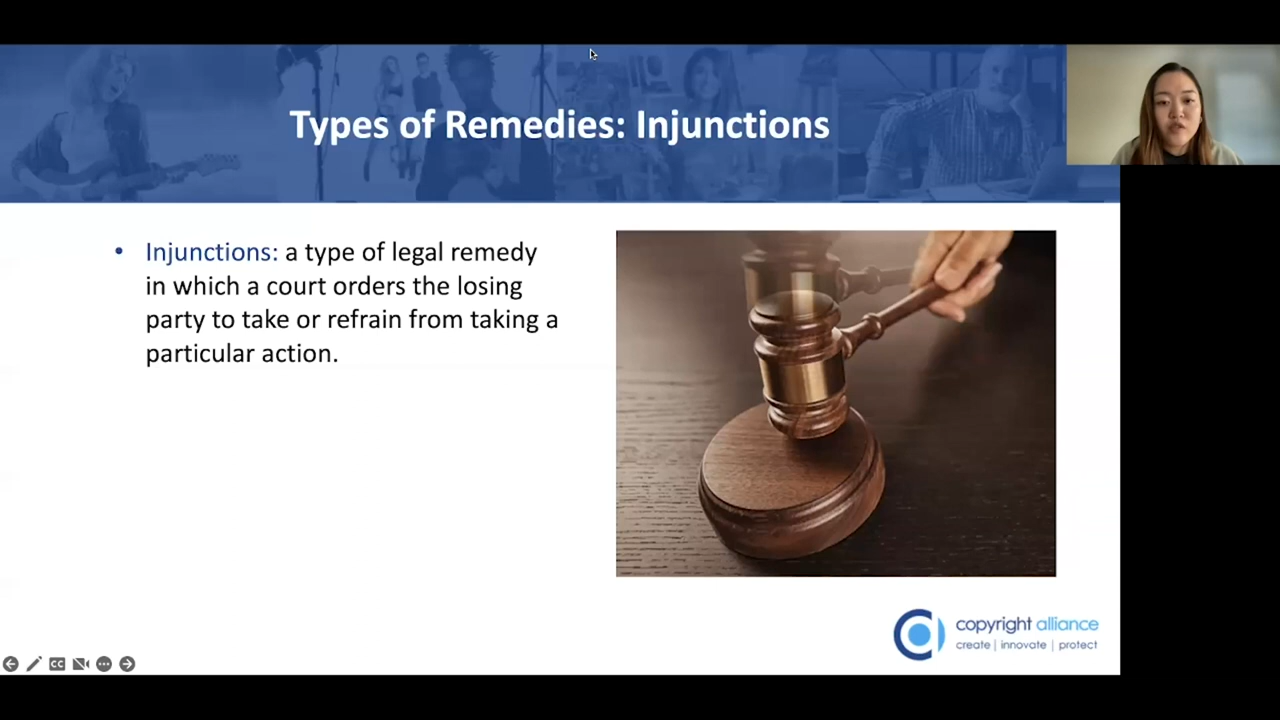 Types of Remedies: Injunctions
• Injunctions: a type of legal remedy
in which a court orders the losing
party to take or refrain from taking a
particular action.
copyright alliance
create | innovate | protect
CC